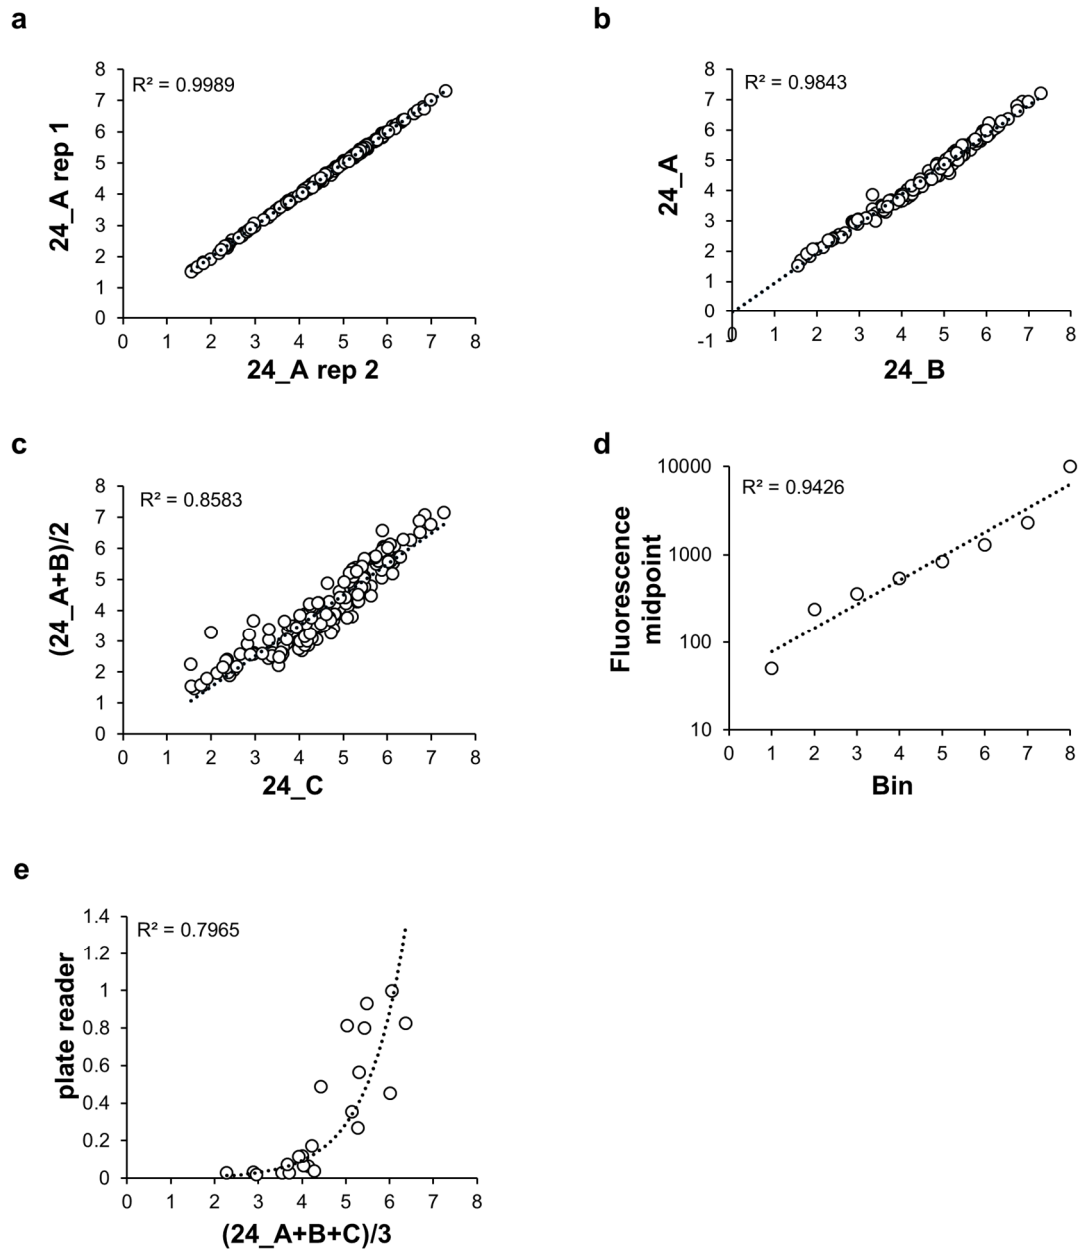 a
R² = 0.9989
24_A rep 1
8
7
6
5
4
3
2
1
0
0 1 2 3 4 5 6 7 8
24_A rep 2
b
R² = 0.9843
24_A
8
7
6
5
4
3
2
1
0
-1
0 1 2 3 4 5 6 7 8
24_B
c
R² = 0.8583
(24_A+B)/2
8
7
6
5
4
3
2
1
0
0 1 2 3 4 5 6 7 8
24_C
d
R² = 0.9426
Fluorescence
midpoint
10000
1000
100
10
0 1 2 3 4 5 6 7 8
Bin
e
R² = 0.7965
plate reader
1.4
1.2
1
0.8
0.6
0.4
0.2
0
0 1 2 3 4 5 6 7 8
(24_A+B+C)/3